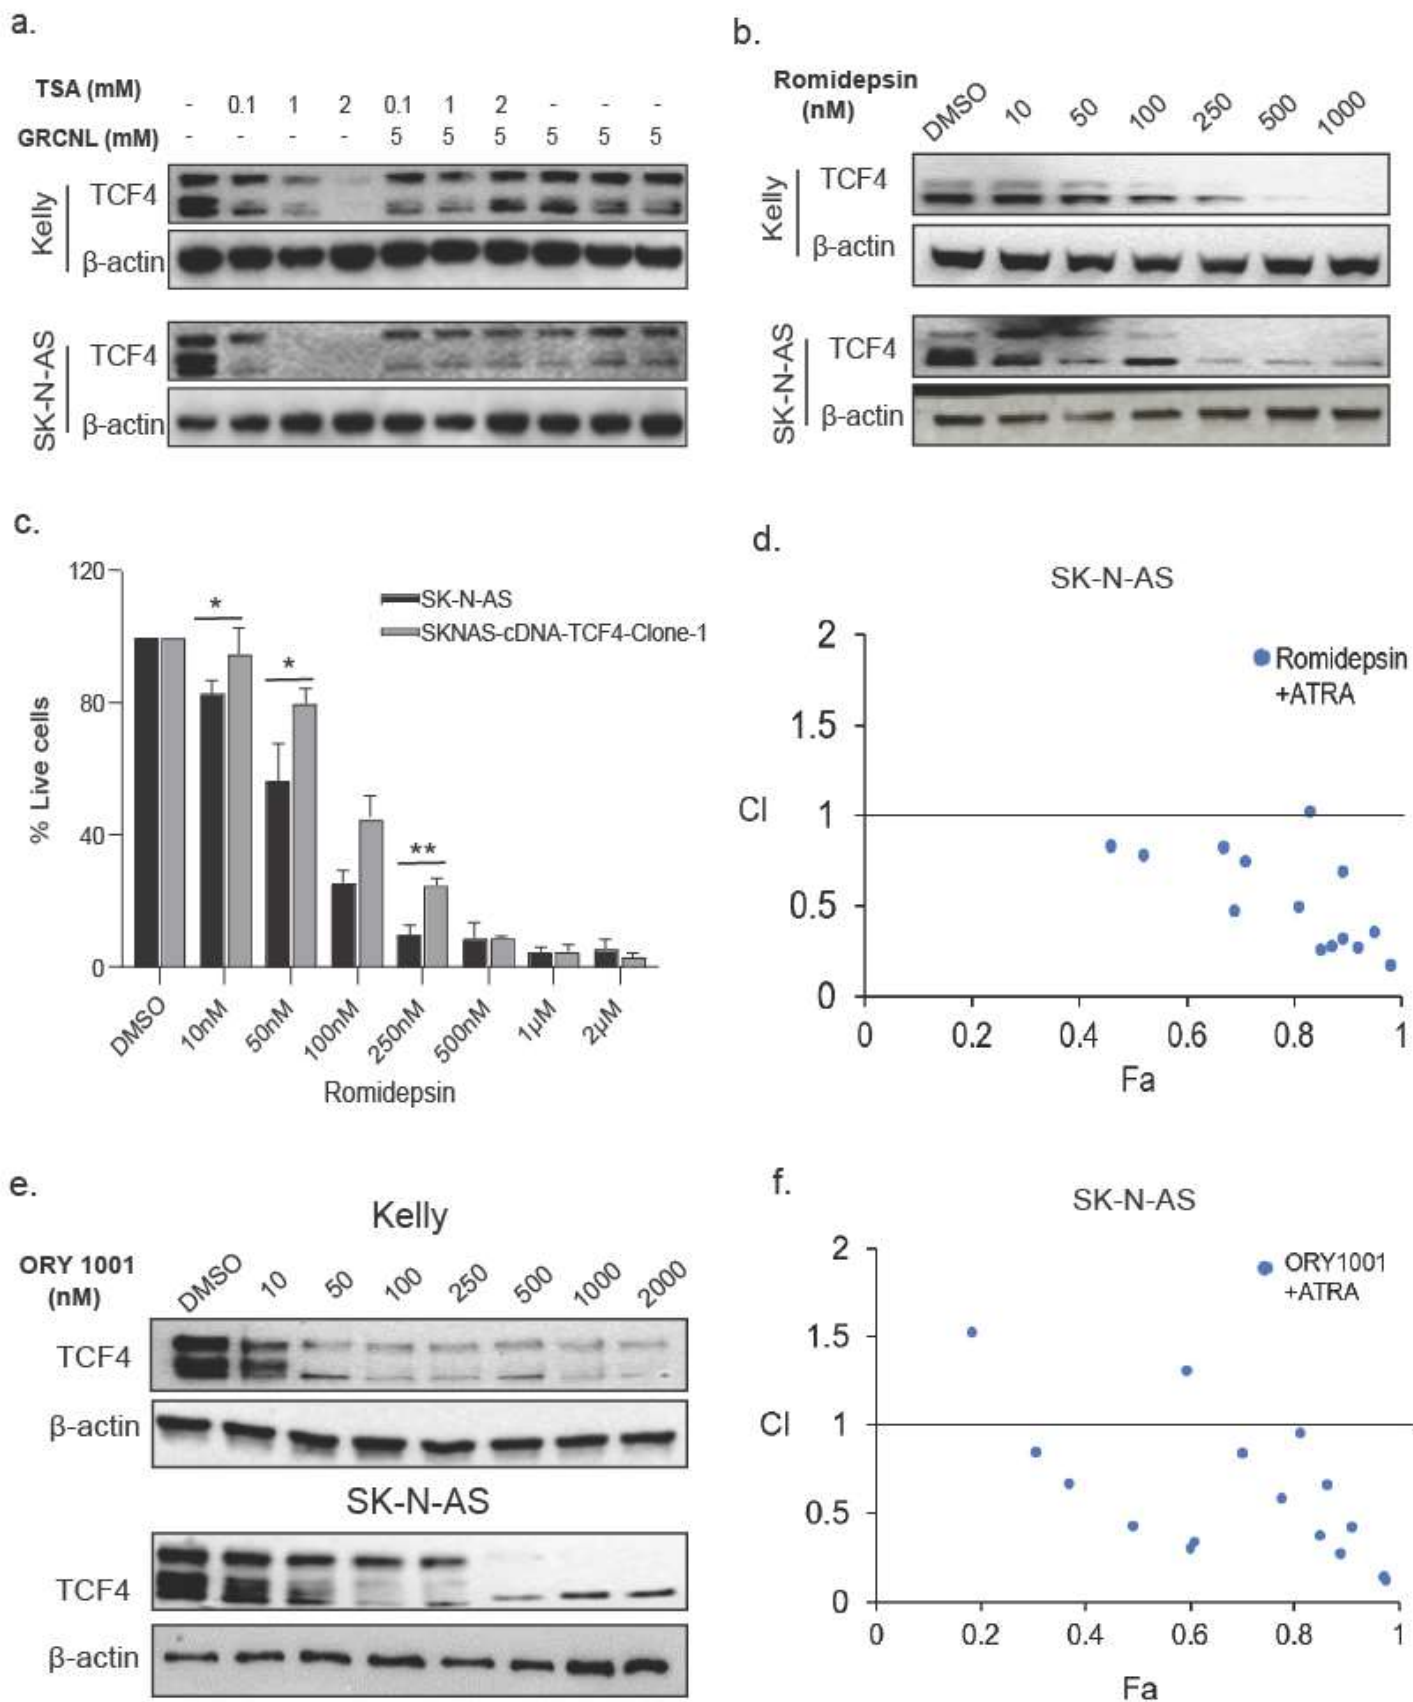 a.
TSA (mM) - 0.1 1 2 0.1 1 2 - - -
GRCNL (mM) - - - - 5 5 5 5 5 5
Kelly
TCF4
β-actin
SK-N-AS
TCF4
β-actin
b.
Romidepsin
(nM)
DMSO 10 50 100 250 500 1000
Kelly
TCF4
β-actin
SK-N-AS
TCF4
β-actin
c.
% Live cells
120
80
40
0
SK-N-AS
SKNAS-cDNA-TCF4-Clone-1
*
*
**
DMSO 10nM 50nM 100nM 250nM 500nM 1µM 2µM
Romidepsin
d.
SK-N-AS
Romidepsin
+ATRA
CI
2
1.5
1
0.5
0
0 0.2 0.4 0.6 0.8 1
Fa
e.
Kelly
ORY 1001
(nM)
DMSO 10 50 100 250 500 1000 2000
TCF4
β-actin
SK-N-AS
TCF4
β-actin
f.
SK-N-AS
ORY1001
+ATRA
CI
2
1.5
1
0.5
0
0 0.2 0.4 0.6 0.8 1
Fa